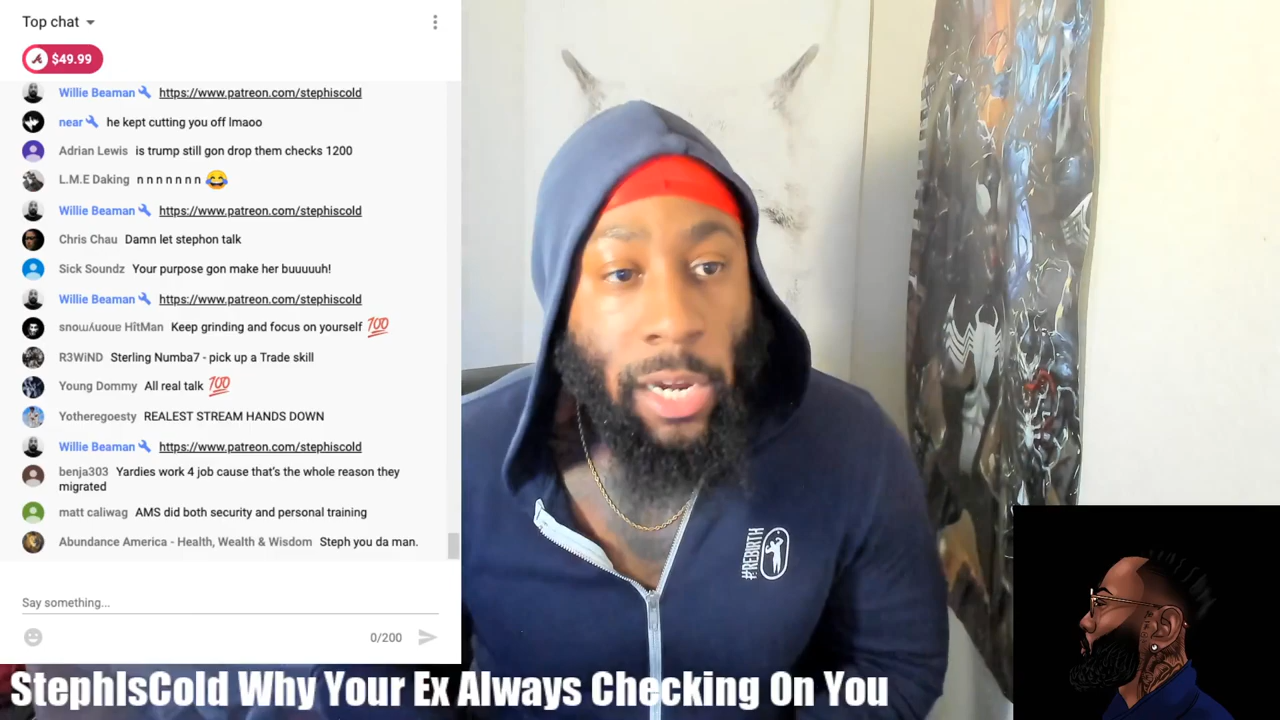 Top chat
$49.99
Willie Beaman https://www.patreon.com/stephiscold
near he kept cutting you off lmaoo
Adrian Lewis is trump still gon drop them checks 1200
L.M.E Daking n n n n n n n 😂
Willie Beaman https://www.patreon.com/stephiscold
Chris Chau Damn let stephon talk
Sick Soundz Your purpose gon make her buuuuuh!
Willie Beaman https://www.patreon.com/stephiscold
snoɯʎuouɐ HîtMan Keep grinding and focus on yourself 💯
R3WiND Sterling Numba7 - pick up a Trade skill
Young Dommy All real talk 💯
Yotheregoesty REALEST STREAM HANDS DOWN
Willie Beaman https://www.patreon.com/stephiscold
benja303 Yardies work 4 job cause that's the whole reason they
migrated
matt caliwag AMS did both security and personal training
Abundance America - Health, Wealth & Wisdom Steph you da man.
Say something...
0/200
#REBIRTH
StephIsCold Why Your Ex Always Checking On You